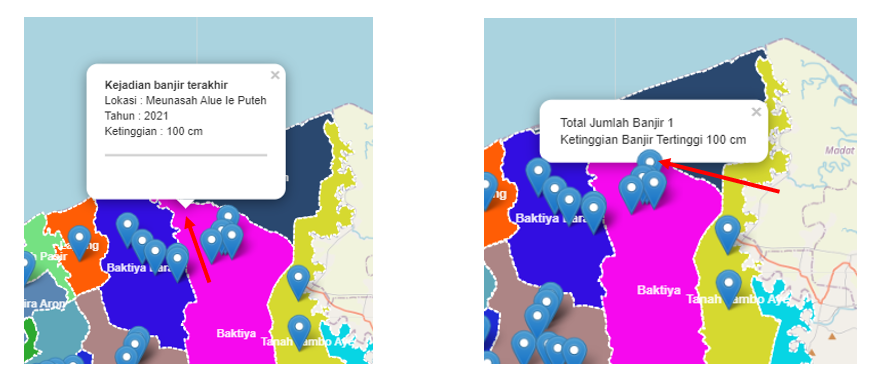 Kejadian banjir terakhir
Lokasi : Meunasah Alue Ie Puteh
Tahun : 2021
Ketinggian : 100 cm
Pasir
Baktiya Barat
ira Aron
Baktiya
Tanah Jambo Aye
×
Total Jumlah Banjir 1
Ketinggian Banjir Tertinggi 100 cm
×
Madat
ng
Baktiya Barat
Baktiya
Tanah Jambo Aye